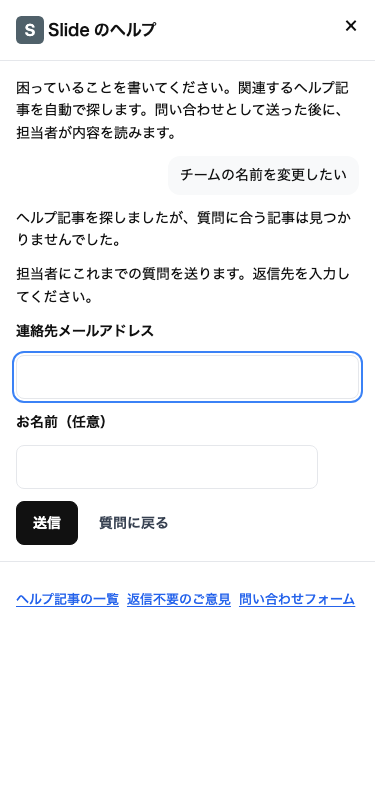 S Slide のヘルプ ×
困っていることを書いてください。関連するヘルプ記
事を自動で探します。問い合わせとして送った後に、
担当者が内容を読みます。
チームの名前を変更したい
ヘルプ記事を探しましたが、質問に合う記事は見つか
りませんでした。
担当者にこれまでの質問を送ります。返信先を入力し
てください。
連絡先メールアドレス
お名前（任意）
送信 質問に戻る
ヘルプ記事の一覧 返信不要のご意見 問い合わせフォーム